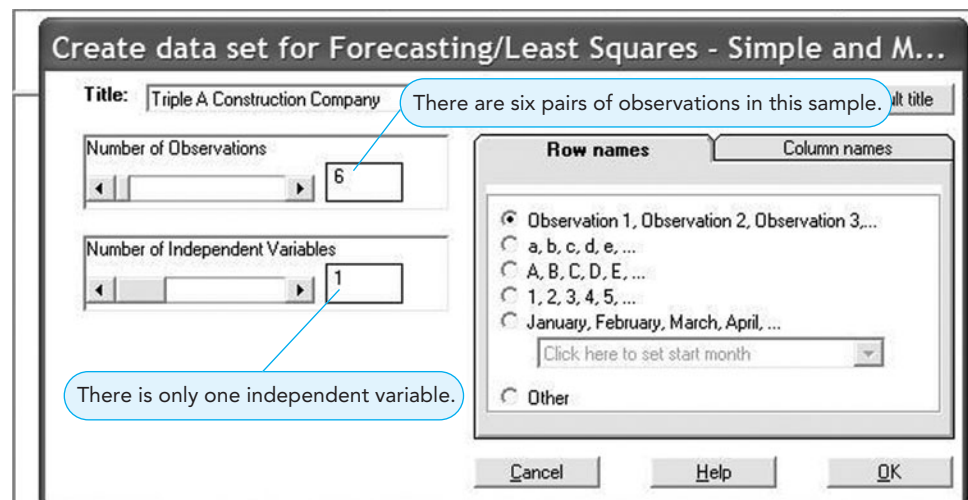 Create data set for Forecasting/Least Squares - Simple and M...
Title: Triple A Construction Company
There are six pairs of observations in this sample.
title
Number of Observations
6
Number of Independent Variables
1
There is only one independent variable.
Row names
Column names
Observation 1, Observation 2, Observation 3,...
a, b, c, d, e, ...
A, B, C, D, E, ...
1, 2, 3, 4, 5, ...
January, February, March, April, ...
Click here to set start month
Other
Cancel
Help
OK